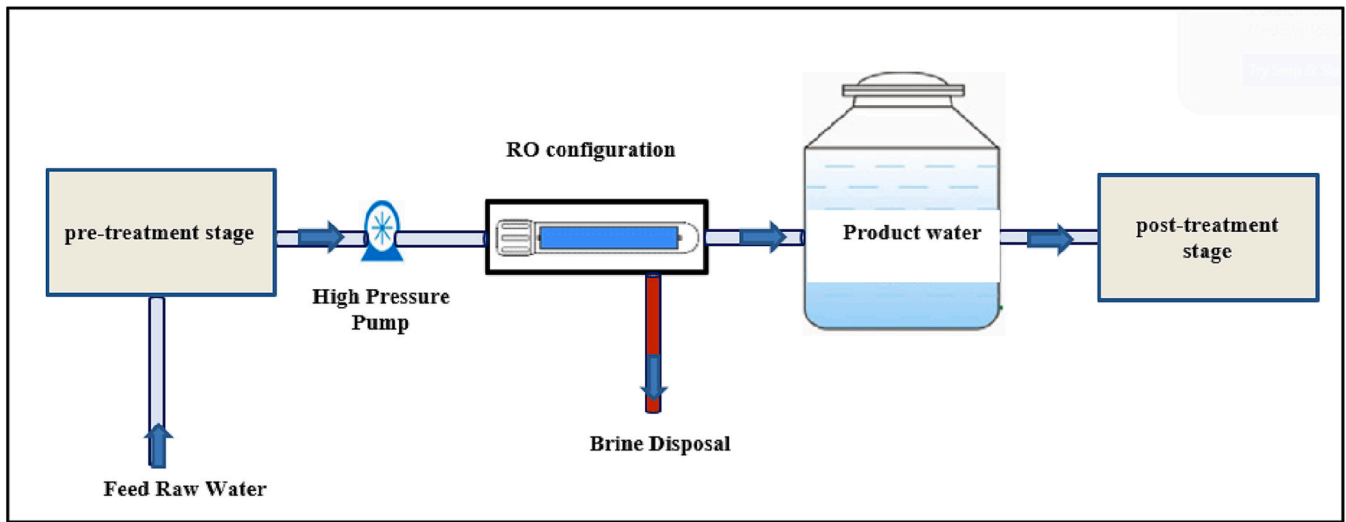 RO configuration
pre-treatment stage
Product water
post-treatment
stage
High Pressure
Pump
Brine Disposal
Feed Raw Water